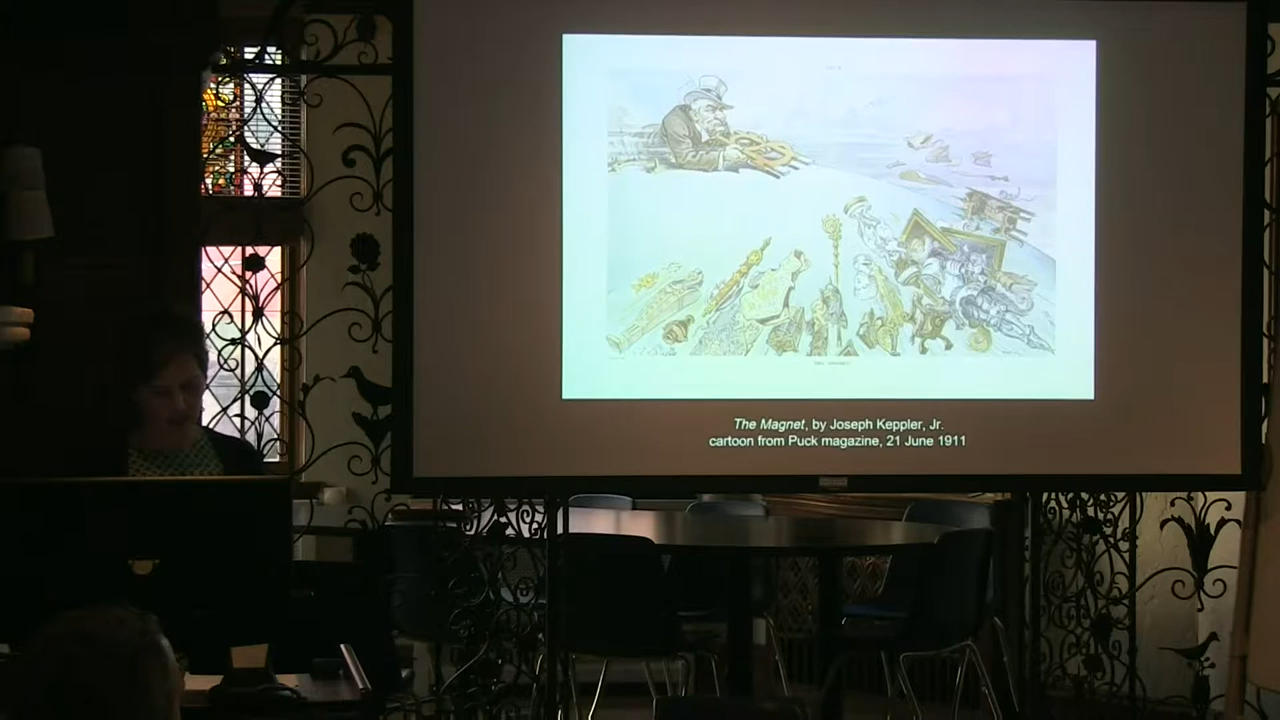 The Magnet, by Joseph Keppler, Jr.
cartoon from Puck magazine, 21 June 1911